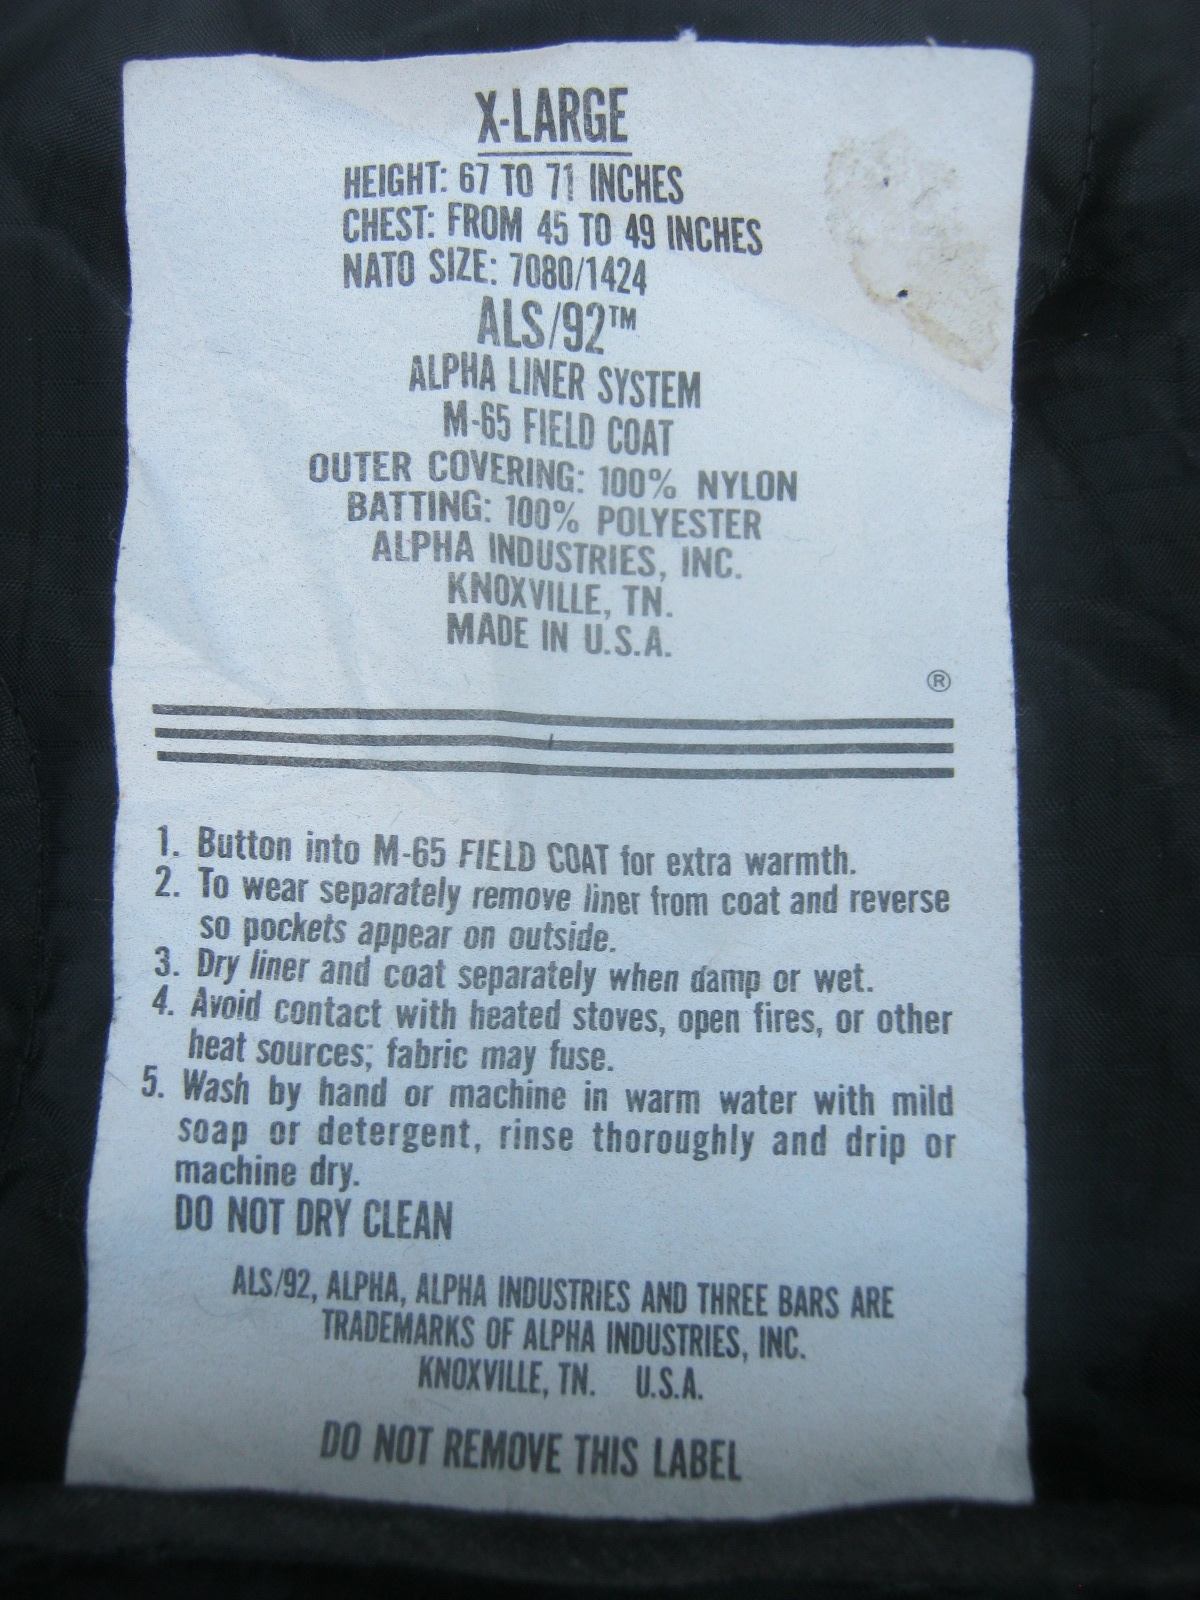 X-LARGE
HEIGHT: 67 TO 71 INCHES
CHEST: FROM 45 TO 49 INCHES
NATO SIZE: 7080/1424
ALS/92™
ALPHA LINER SYSTEM
M-65 FIELD COAT
OUTER COVERING: 100% NYLON
BATTING: 100% POLYESTER
ALPHA INDUSTRIES, INC.
KNOXVILLE, TN.
MADE IN U.S.A.
®
1. Button into M-65 FIELD COAT for extra warmth.
2. To wear separately remove liner from coat and reverse
so pockets appear on outside.
3. Dry liner and coat separately when damp or wet.
4. Avoid contact with heated stoves, open fires, or other
heat sources; fabric may fuse.
5. Wash by hand or machine in warm water with mild
soap or detergent, rinse thoroughly and drip or
machine dry.
DO NOT DRY CLEAN
ALS/92, ALPHA, ALPHA INDUSTRIES AND THREE BARS ARE
TRADEMARKS OF ALPHA INDUSTRIES, INC.
KNOXVILLE, TN. U.S.A.
DO NOT REMOVE THIS LABEL